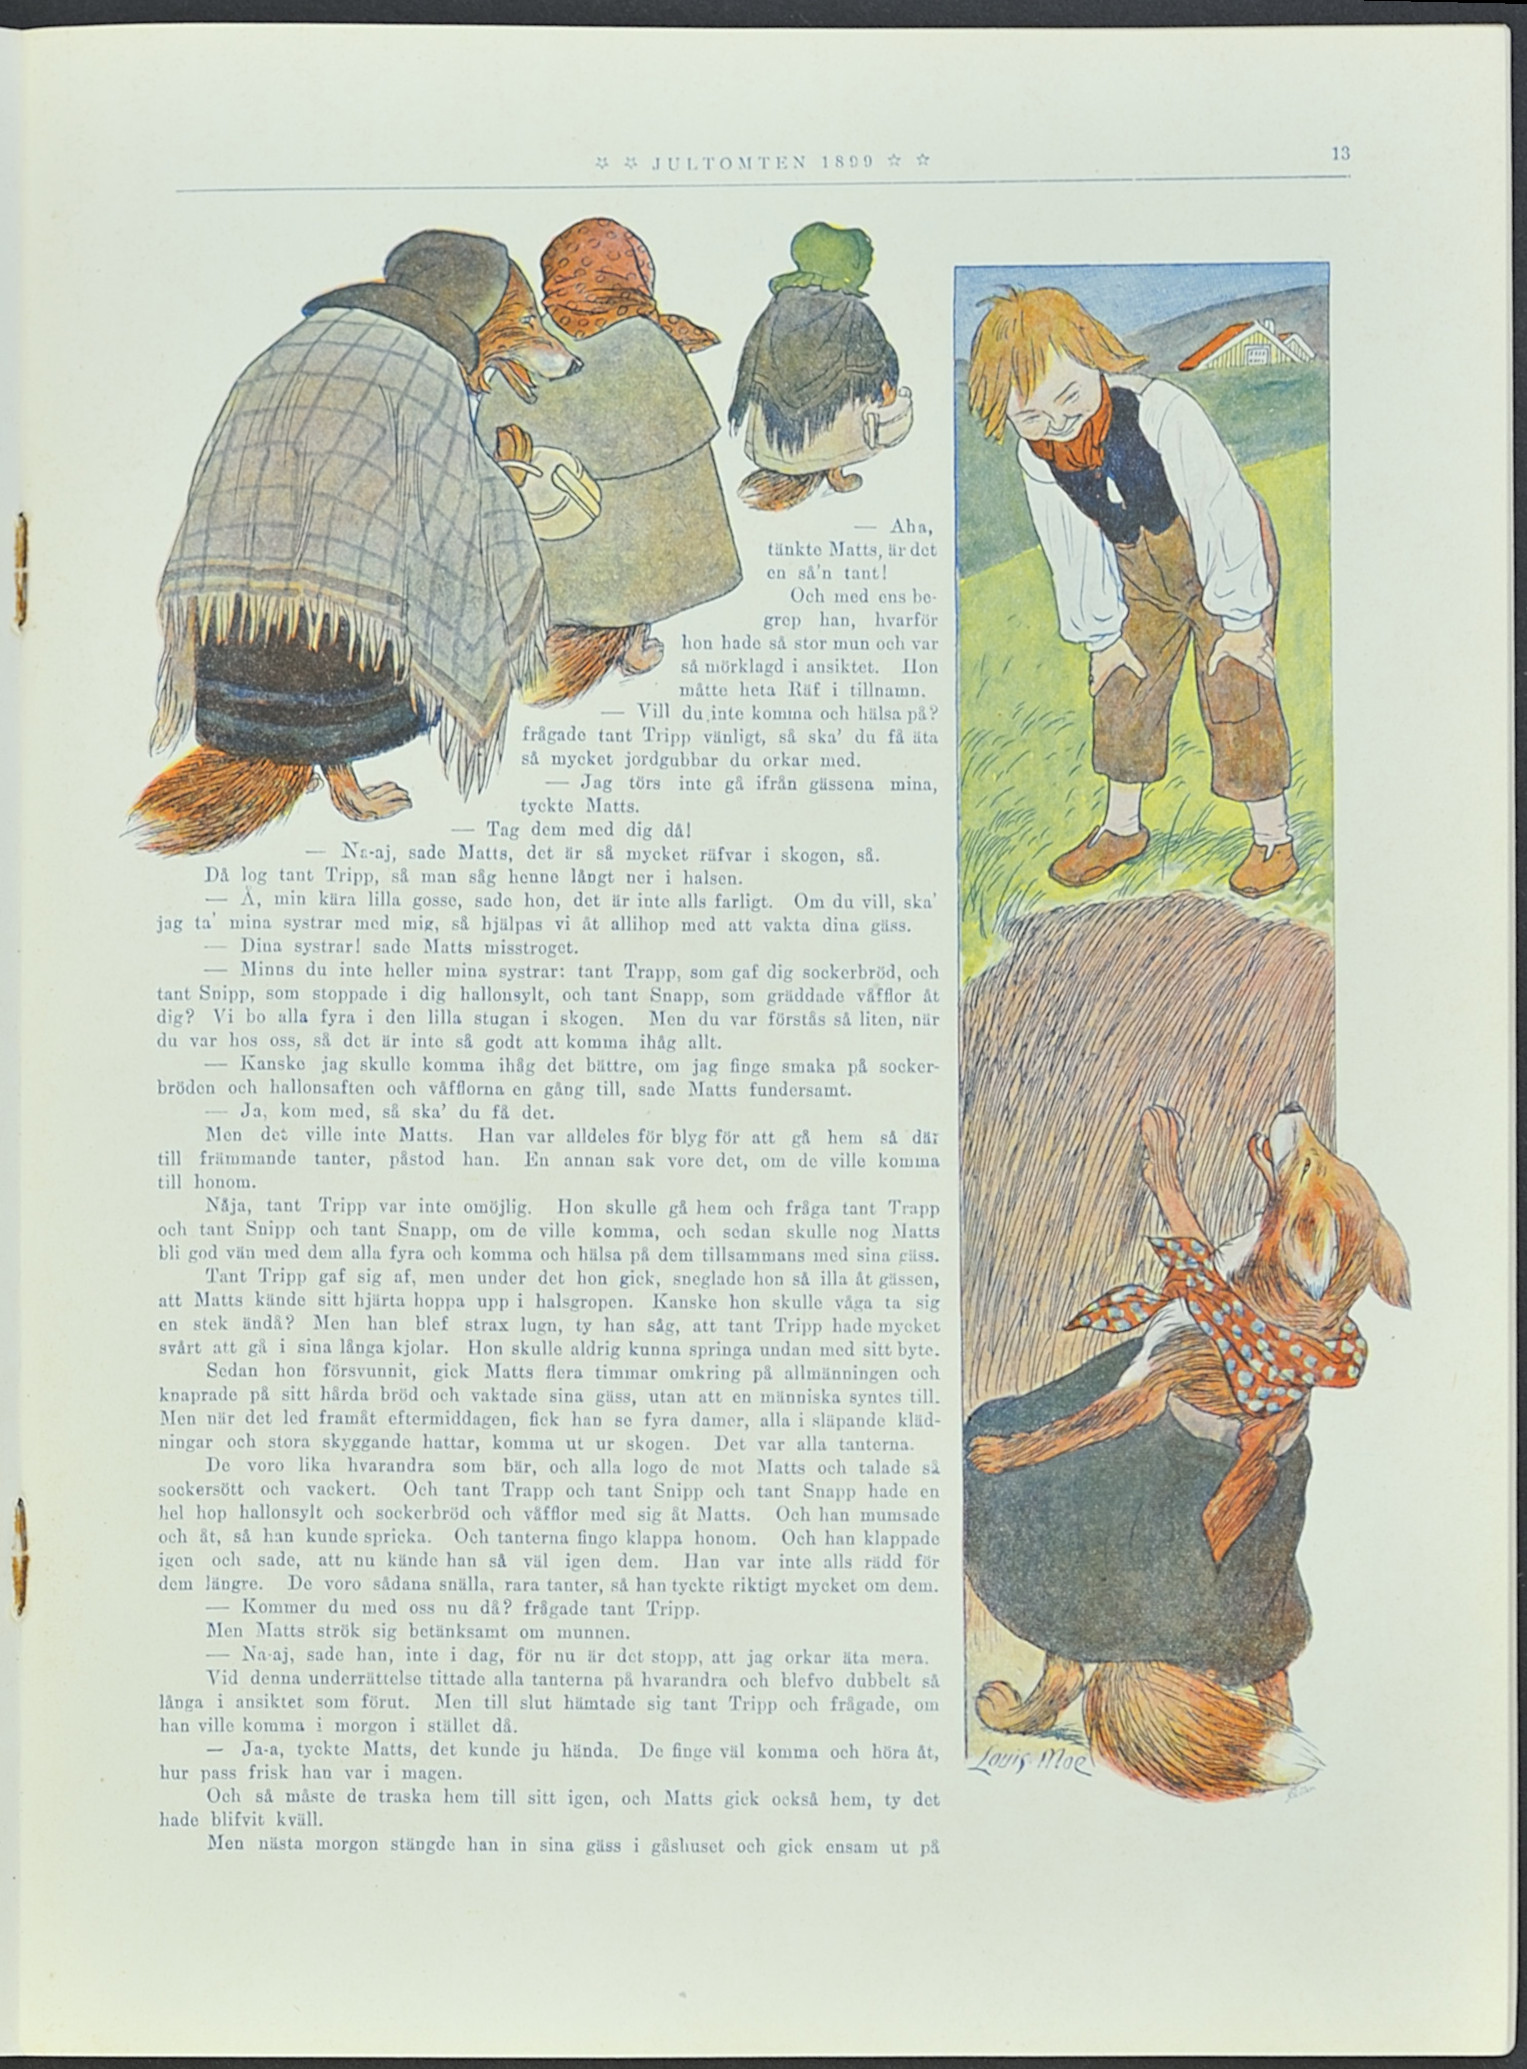 JULTOMTEN 1899
13
— Aha,
tänkte Matts, är det
en så'n tant!
Och med ens be-
grep han, hvarför
hon hade så stor mun och var
så mörklagd i ansiktet. Hon
måtte heta Räf i tillnamn.
— Vill du inte komma och hälsa på?
frågade tant Tripp vänligt, så ska' du få äta
så mycket jordgubbar du orkar med.
— Jag törs inte gå ifrån gässena mina,
tyckte Matts.
— Tag dem med dig då!
— Na-aj, sade Matts, det är så mycket räfvar i skogen, så.
Då log tant Tripp, så man såg henne långt ner i halsen.
— Å, min kära lilla gosse, sade hon, det är inte alls farligt. Om du vill, ska'
jag ta' mina systrar med mig, så hjälpas vi åt allihop med att vakta dina gäss.
— Dina systrar! sade Matts misstroget.
— Minns du inte heller mina systrar: tant Trapp, som gaf dig sockerbröd, och
tant Snipp, som stoppade i dig hallonsylt, och tant Snapp, som gräddade våfflor åt
dig? Vi bo alla fyra i den lilla stugan i skogen. Men du var förstås så liten, när
du var hos oss, så det är inte så godt att komma ihåg allt.
— Kanske jag skulle komma ihåg det bättre, om jag finge smaka på socker-
bröden och hallonsaften och våfflorna en gång till, sade Matts fundersamt.
— Ja, kom med, så ska' du få det.
Men det ville inte Matts. Han var alldeles för blyg för att gå hem så där
till främmande tanter, påstod han. En annan sak vore det, om de ville komma
till honom.
Nåja, tant Tripp var inte omöjlig. Hon skulle gå hem och fråga tant Trapp
och tant Snipp och tant Snapp, om de ville komma, och sedan skulle nog Matts
bli god vän med dem alla fyra och komma och hälsa på dem tillsammans med sina gäss.
Tant Tripp gaf sig af, men under det hon gick, sneglade hon så illa åt gässen,
att Matts kände sitt hjärta hoppa upp i halsgropen. Kanske hon skulle våga ta sig
en stek ändå? Men han blef strax lugn, ty han såg, att tant Tripp hade mycket
svårt att gå i sina långa kjolar. Hon skulle aldrig kunna springa undan med sitt byte.
Sedan hon försvunnit, gick Matts flera timmar omkring på allmänningen och
knaprade på sitt hårda bröd och vaktade sina gäss, utan att en människa syntes till.
Men när det led framåt eftermiddagen, fick han se fyra damer, alla i släpande kläd-
ningar och stora skyggande hattar, komma ut ur skogen. Det var alla tanterna.
De voro lika hvarandra som bär, och alla logo de mot Matts och talade så
sockersött och vackert. Och tant Trapp och tant Snipp och tant Snapp hade en
hel hop hallonsylt och sockerbröd och våfflor med sig åt Matts. Och han mumsade
och åt, så han kunde spricka. Och tanterna fingo klappa honom. Och han klappade
igen och sade, att nu kände han så väl igen dem. Han var inte alls rädd för
dem längre. De voro sådana snälla, rara tanter, så han tyckte riktigt mycket om dem.
— Kommer du med oss nu då? frågade tant Tripp.
Men Matts strök sig betänksamt om munnen.
— Na-aj, sade han, inte i dag, för nu är det stopp, att jag orkar äta mera.
Vid denna underrättelse tittade alla tanterna på hvarandra och blefvo dubbelt så
långa i ansiktet som förut. Men till slut hämtade sig tant Tripp och frågade, om
han ville komma i morgon i stället då.
— Ja-a, tyckte Matts, det kunde ju hända. De finge väl komma och höra åt,
hur pass frisk han var i magen.
Och så måste de traska hem till sitt igen, och Matts gick också hem, ty det
hade blifvit kväll.
Men nästa morgon stängde han in sina gäss i gåshuset och gick ensam ut på
Louis Moe